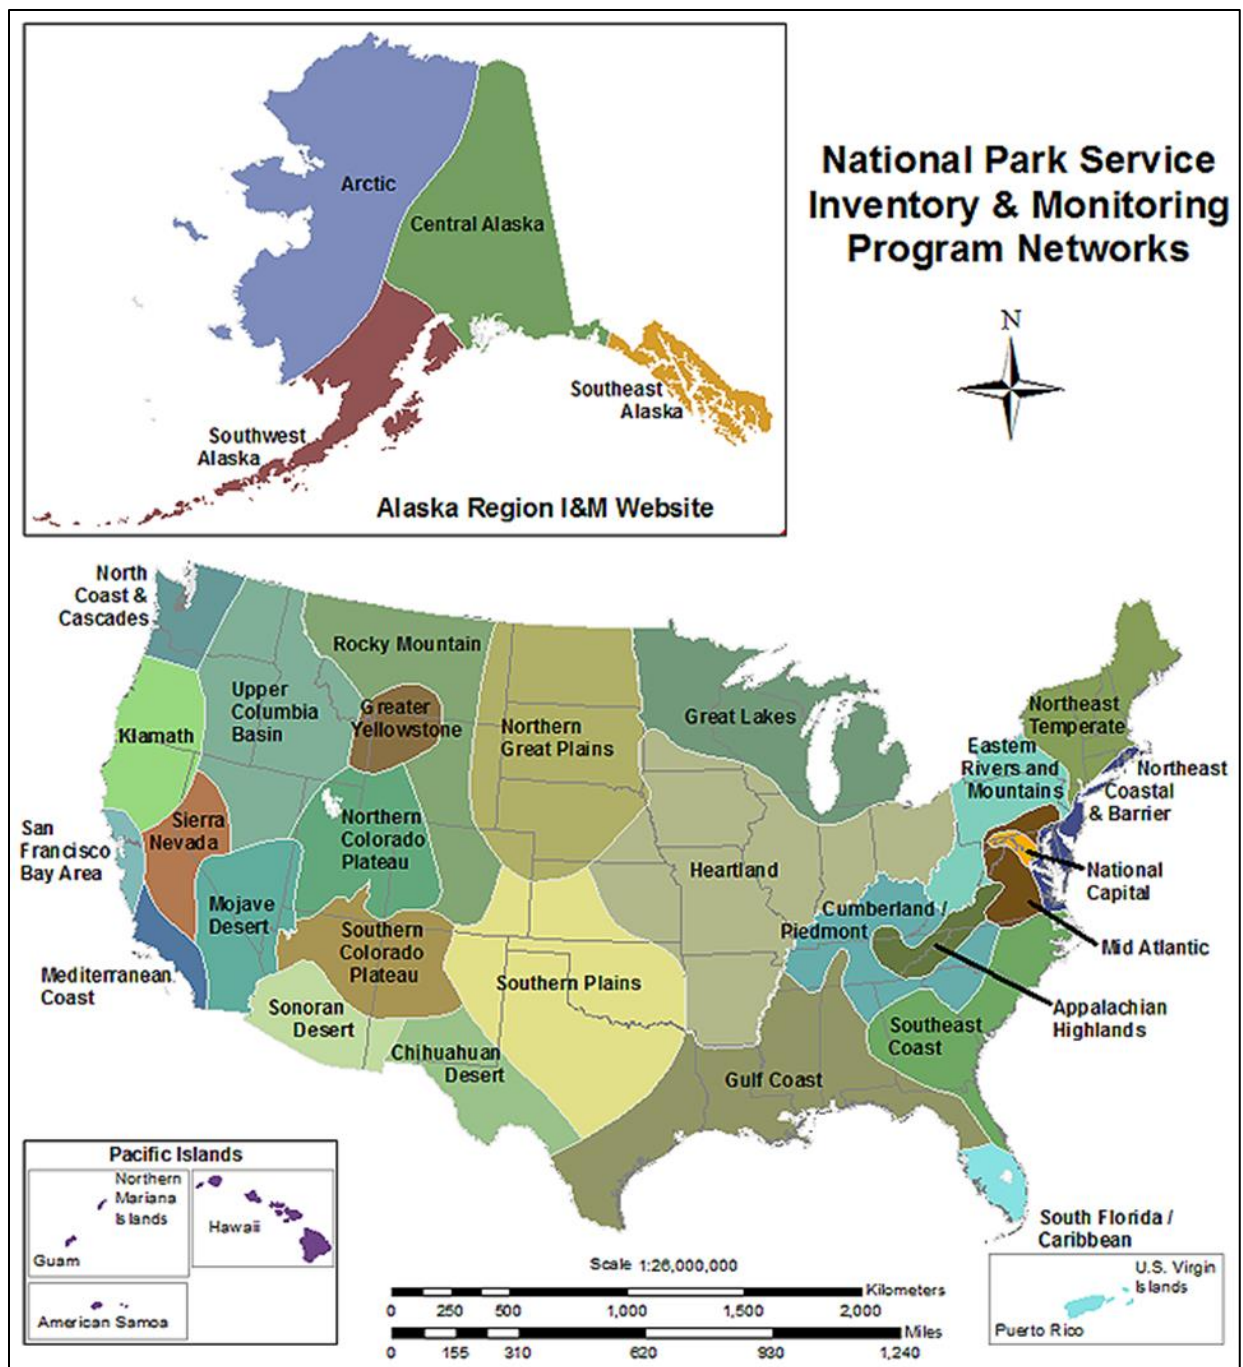 National Park Service
Inventory & Monitoring
Program Networks
N
Arctic
Central Alaska
Southeast
Alaska
Southwest
Alaska
Alaska Region I&M Website
North
Coast &
Cascades
Rocky Mountain
Upper
Columbia
Basin
Greater
Yellowstone
Northern
Great Plains
Great Lakes
Northeast
Temperate
Klamath
Eastern
Rivers and
Mountains
Northeast
Coastal
& Barrier
San
Francisco
Bay Area
Sierra
Nevada
Northern
Colorado
Plateau
Heartland
National
Capital
Mojave
Desert
Cumberland /
Piedmont
Mid Atlantic
Southern
Colorado
Plateau
Mediterranean
Coast
Southern Plains
Sonoran
Desert
Appalachian
Highlands
Southeast
Coast
Chihuahuan
Desert
Gulf Coast
South Florida /
Caribbean
Pacific Islands
Northern
Mariana
Islands
Guam
Hawaii
American Samoa
U.S. Virgin
Islands
Puerto Rico
Scale 1:26,000,000
Kilometers
0 250 500 1,000 1,500 2,000
Miles
0 155 310 620 930 1,240